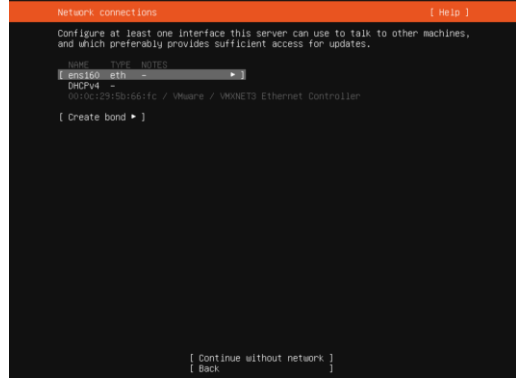 Network connections [ Help ]
Configure at least one interface this server can use to talk to other machines,
and which preferably provides sufficient access for updates.
NAME TYPE NOTES
[ ens160 eth - ▸ ]
DHCPv4 -
00:0c:29:5b:66:fc / VMware / VMXNET3 Ethernet Controller
[ Create bond ▸ ]
[ Continue without network ]
[ Back ]